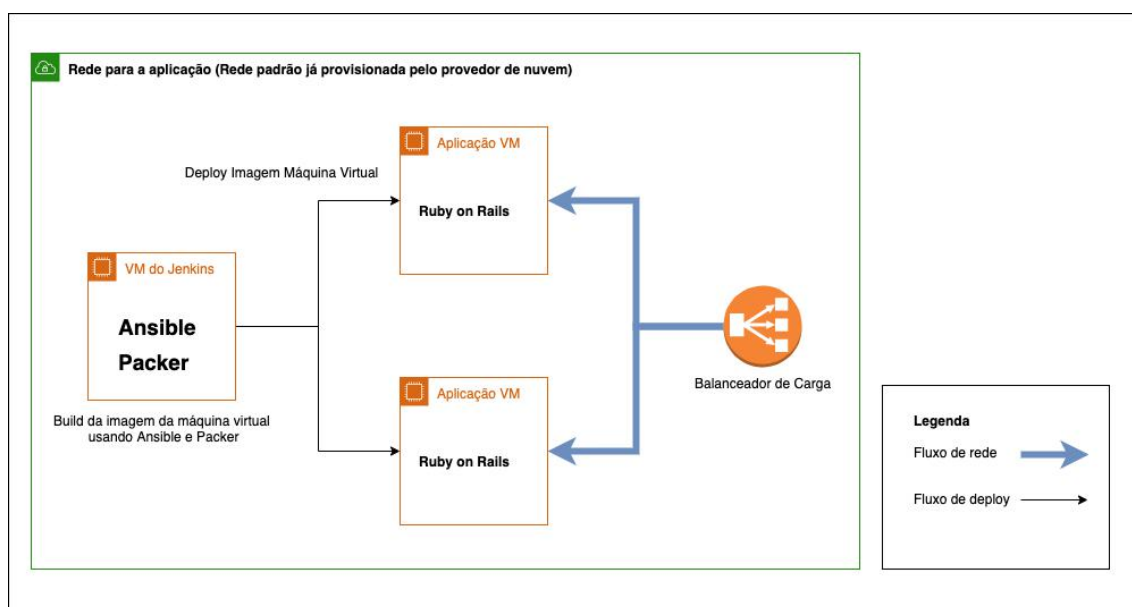 Rede para a aplicação (Rede padrão já provisionada pelo provedor de nuvem)
Aplicação VM
Deploy Imagem Máquina Virtual
Ruby on Rails
VM do Jenkins
Ansible
Packer
Build da imagem da máquina virtual
usando Ansible e Packer
Aplicação VM
Ruby on Rails
Balanceador de Carga
Legenda
Fluxo de rede
Fluxo de deploy